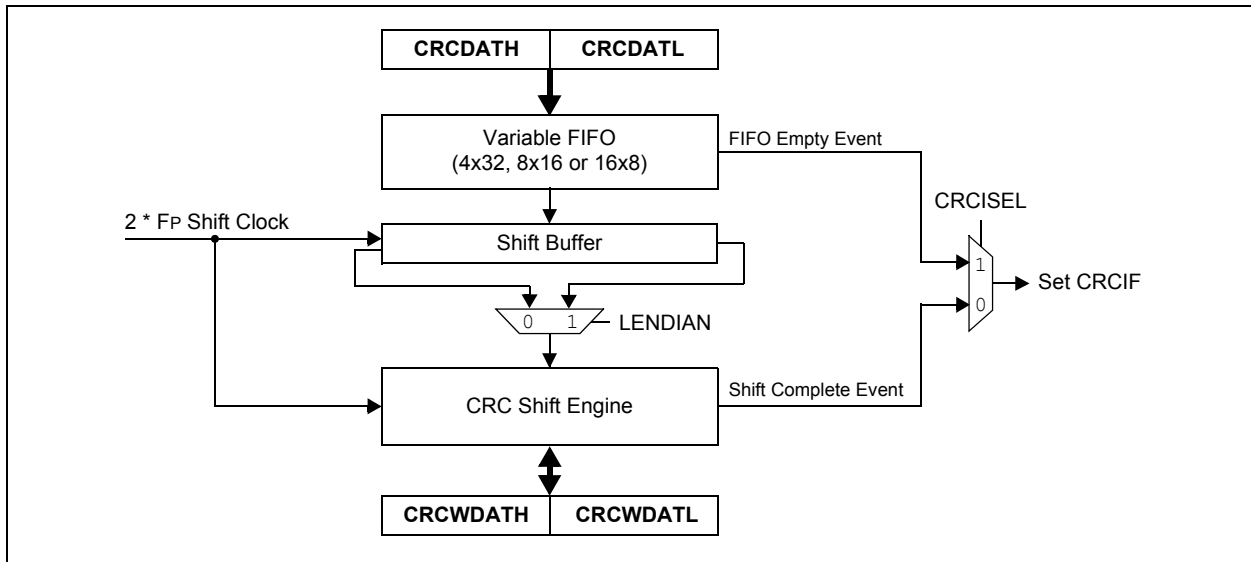 CRCDATH CRCDATL
Variable FIFO
(4x32, 8x16 or 16x8)
FIFO Empty Event
CRCISEL
2 * FP Shift Clock
Shift Buffer
1
Set CRCIF
0
0 1
LENDIAN
CRC Shift Engine
Shift Complete Event
CRCWDATH CRCWDATL